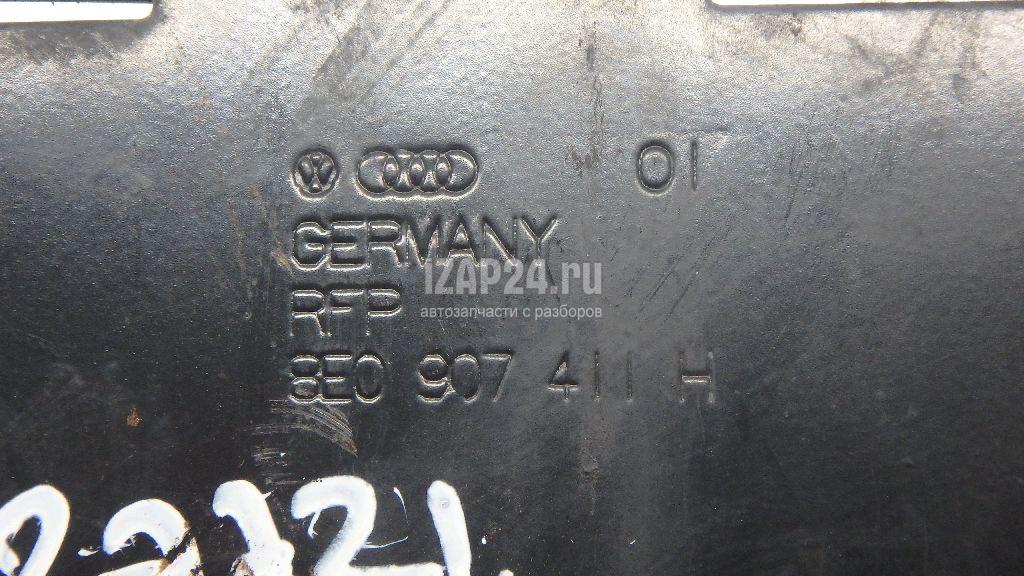 01
GERMANY
IZAP24.ru
RFP
автозапчасти с разборов
8E0 907 411 H